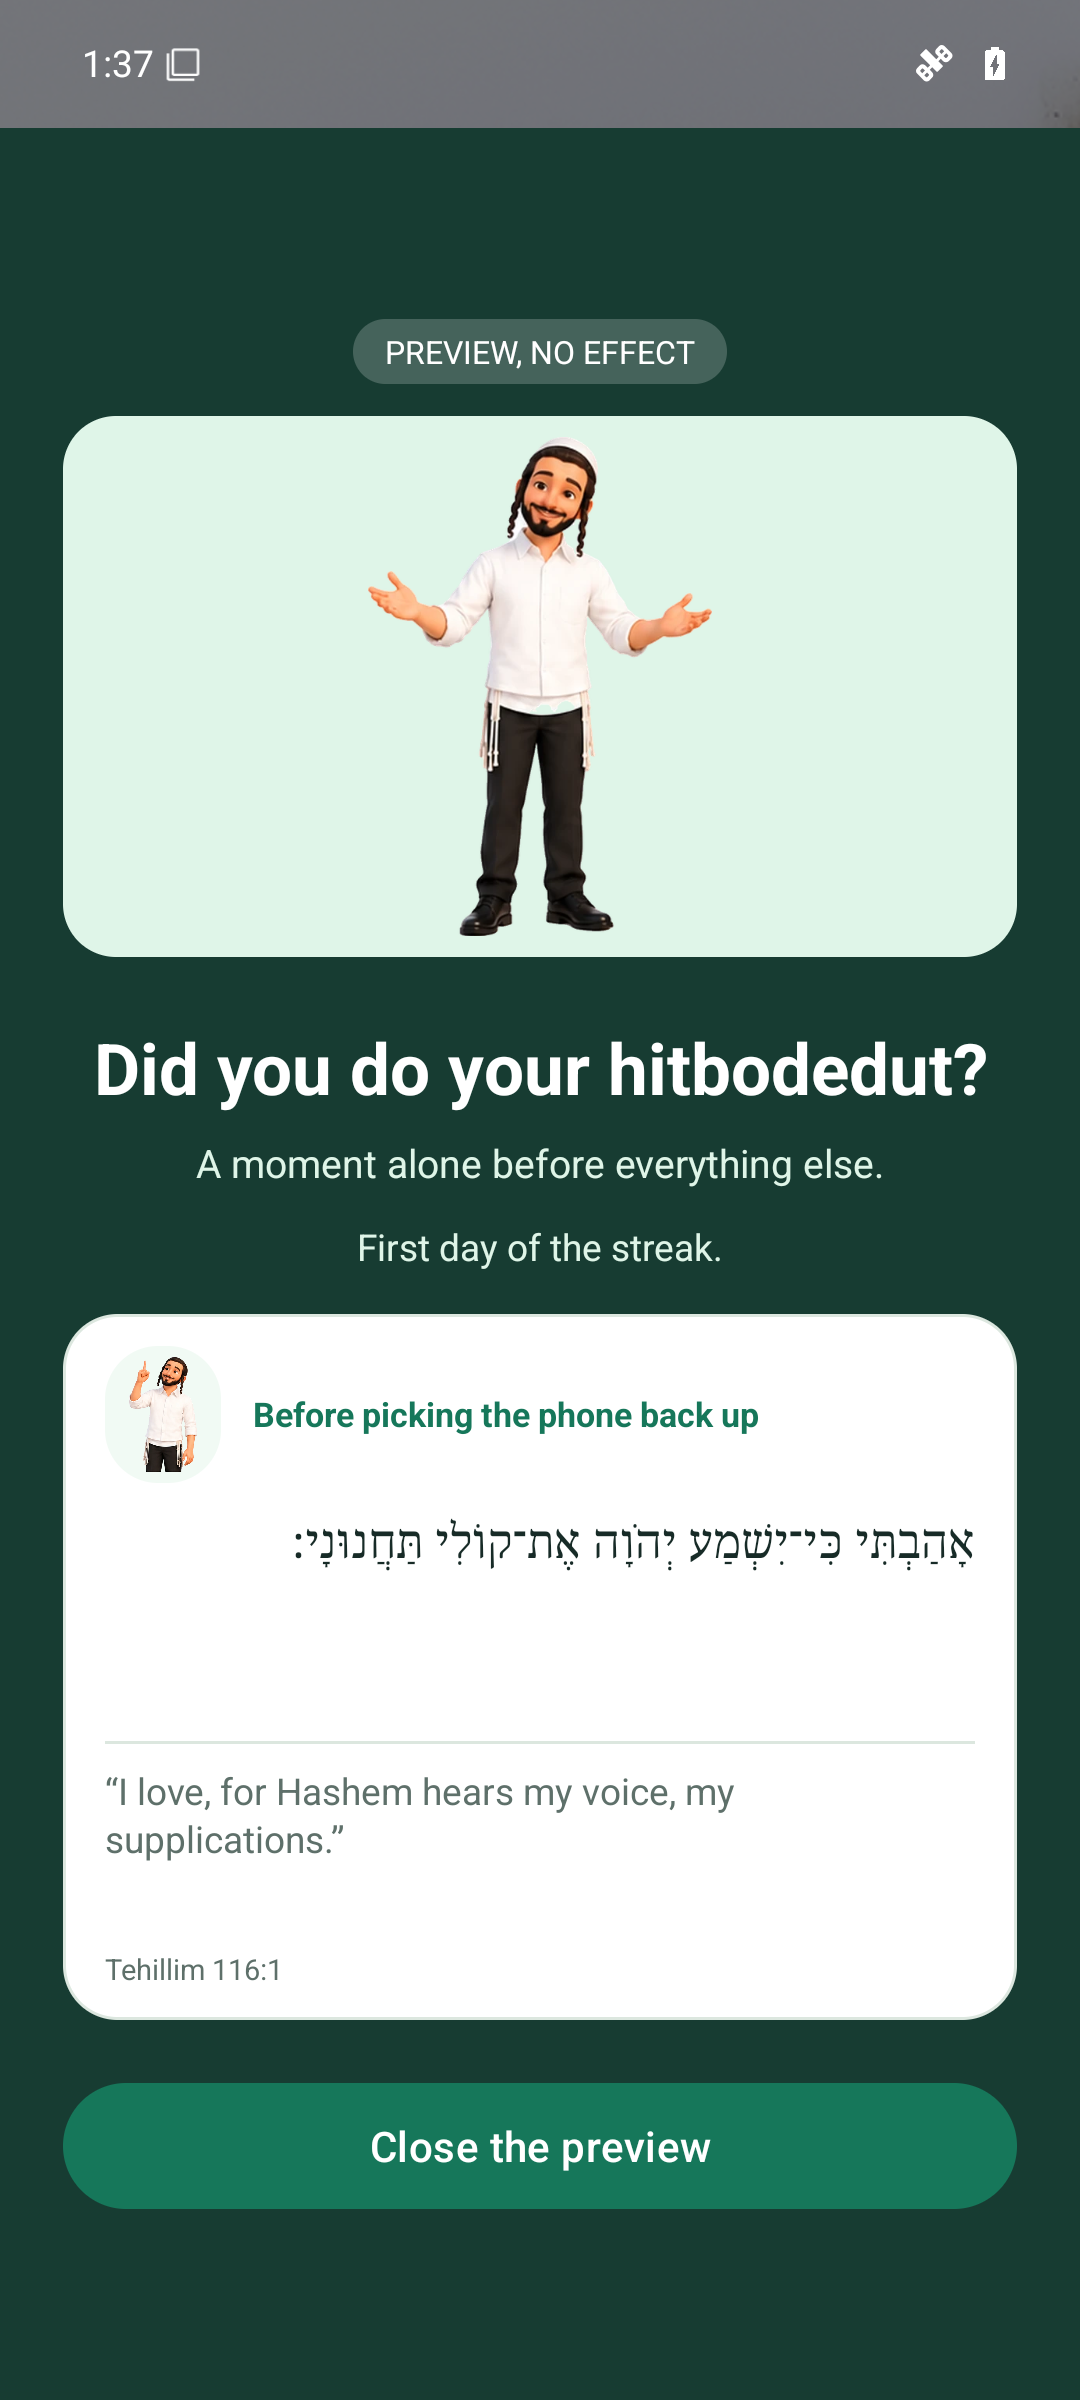 1:37
PREVIEW, NO EFFECT
Did you do your hitbodedut?
A moment alone before everything else.
First day of the streak.
Before picking the phone back up
אָהַבְתִּי כִּי־יִשְׁמַע יְהֹוָה אֶת־קוֹלִי תַּחֲנוּנָי׃
“I love, for Hashem hears my voice, my
supplications.”
Tehillim 116:1
Close the preview